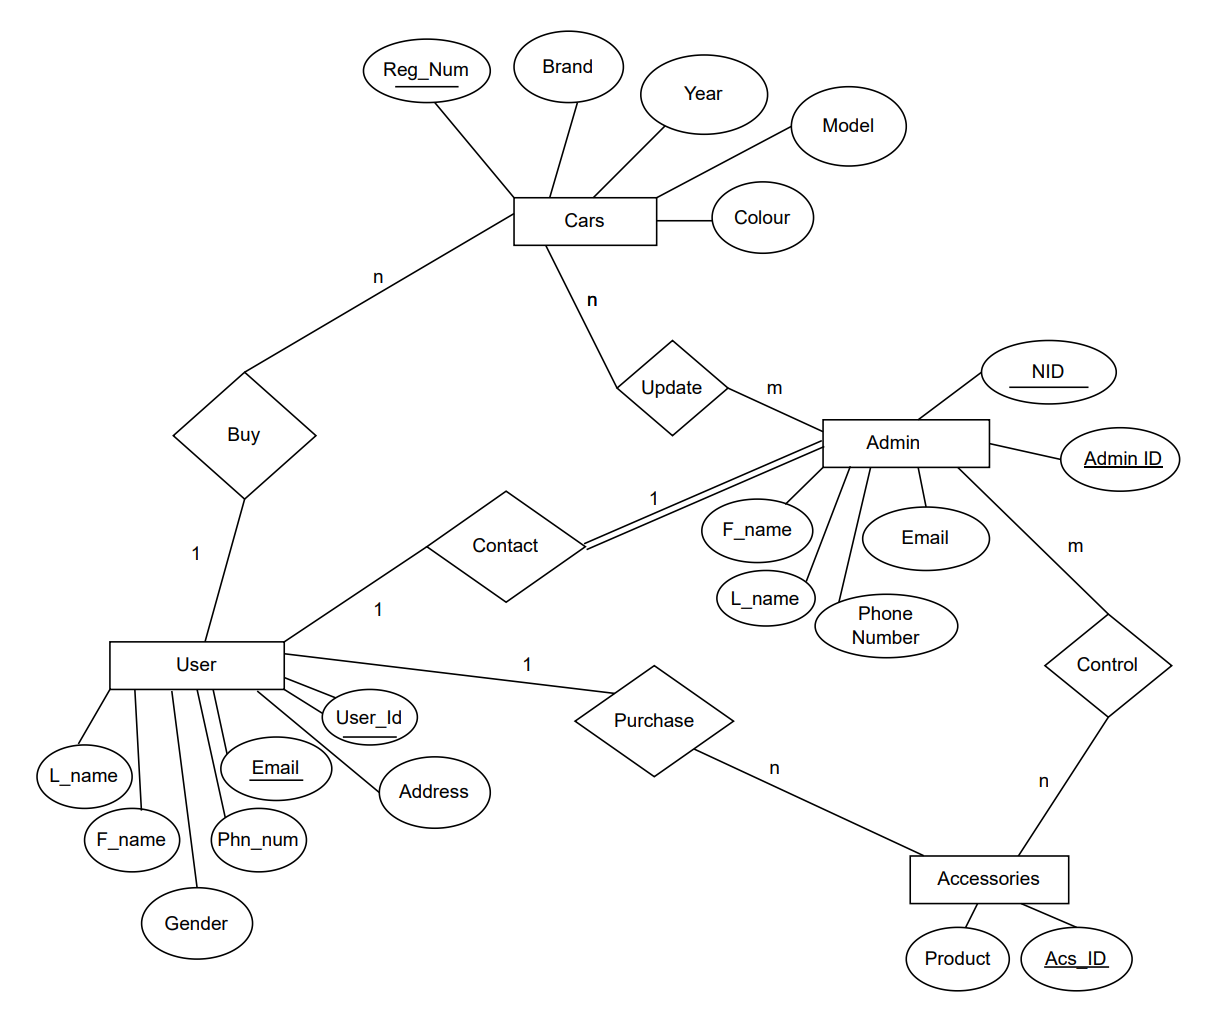 Reg_Num
Brand
Year
Model
Colour
Cars
n
n
Update
m
NID
Admin
Admin ID
Buy
1
F_name
Email
Contact
m
1
L_name
Phone
Number
1
User
1
Control
User_Id
Purchase
L_name
Email
Address
n
n
F_name
Phn_num
Accessories
Gender
Product
Acs_ID